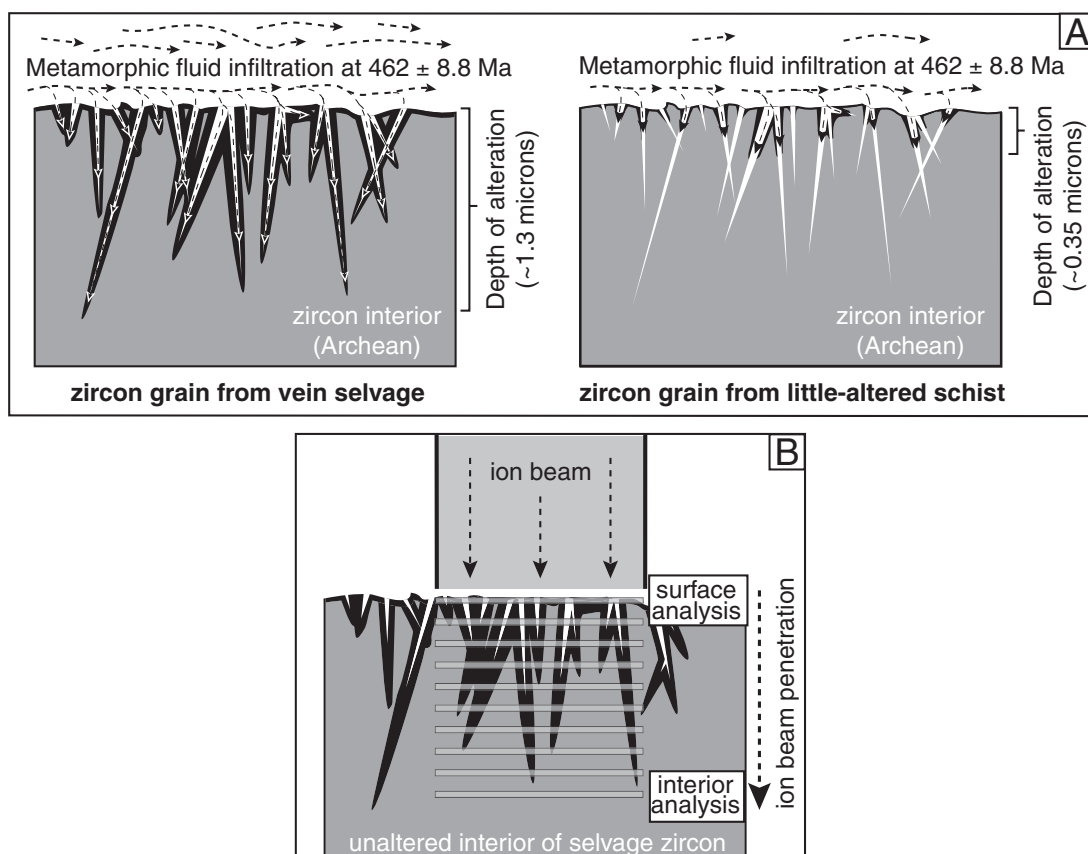 A
Metamorphic fluid infiltration at 462 ± 8.8 Ma
Depth of alteration
(~1.3 microns)
zircon interior
(Archean)
zircon grain from vein selvage
Metamorphic fluid infiltration at 462 ± 8.8 Ma
Depth of alteration
(~0.35 microns)
zircon interior
(Archean)
zircon grain from little-altered schist
B
ion beam
surface
analysis
ion beam penetration
interior
analysis
unaltered interior of selvage zircon